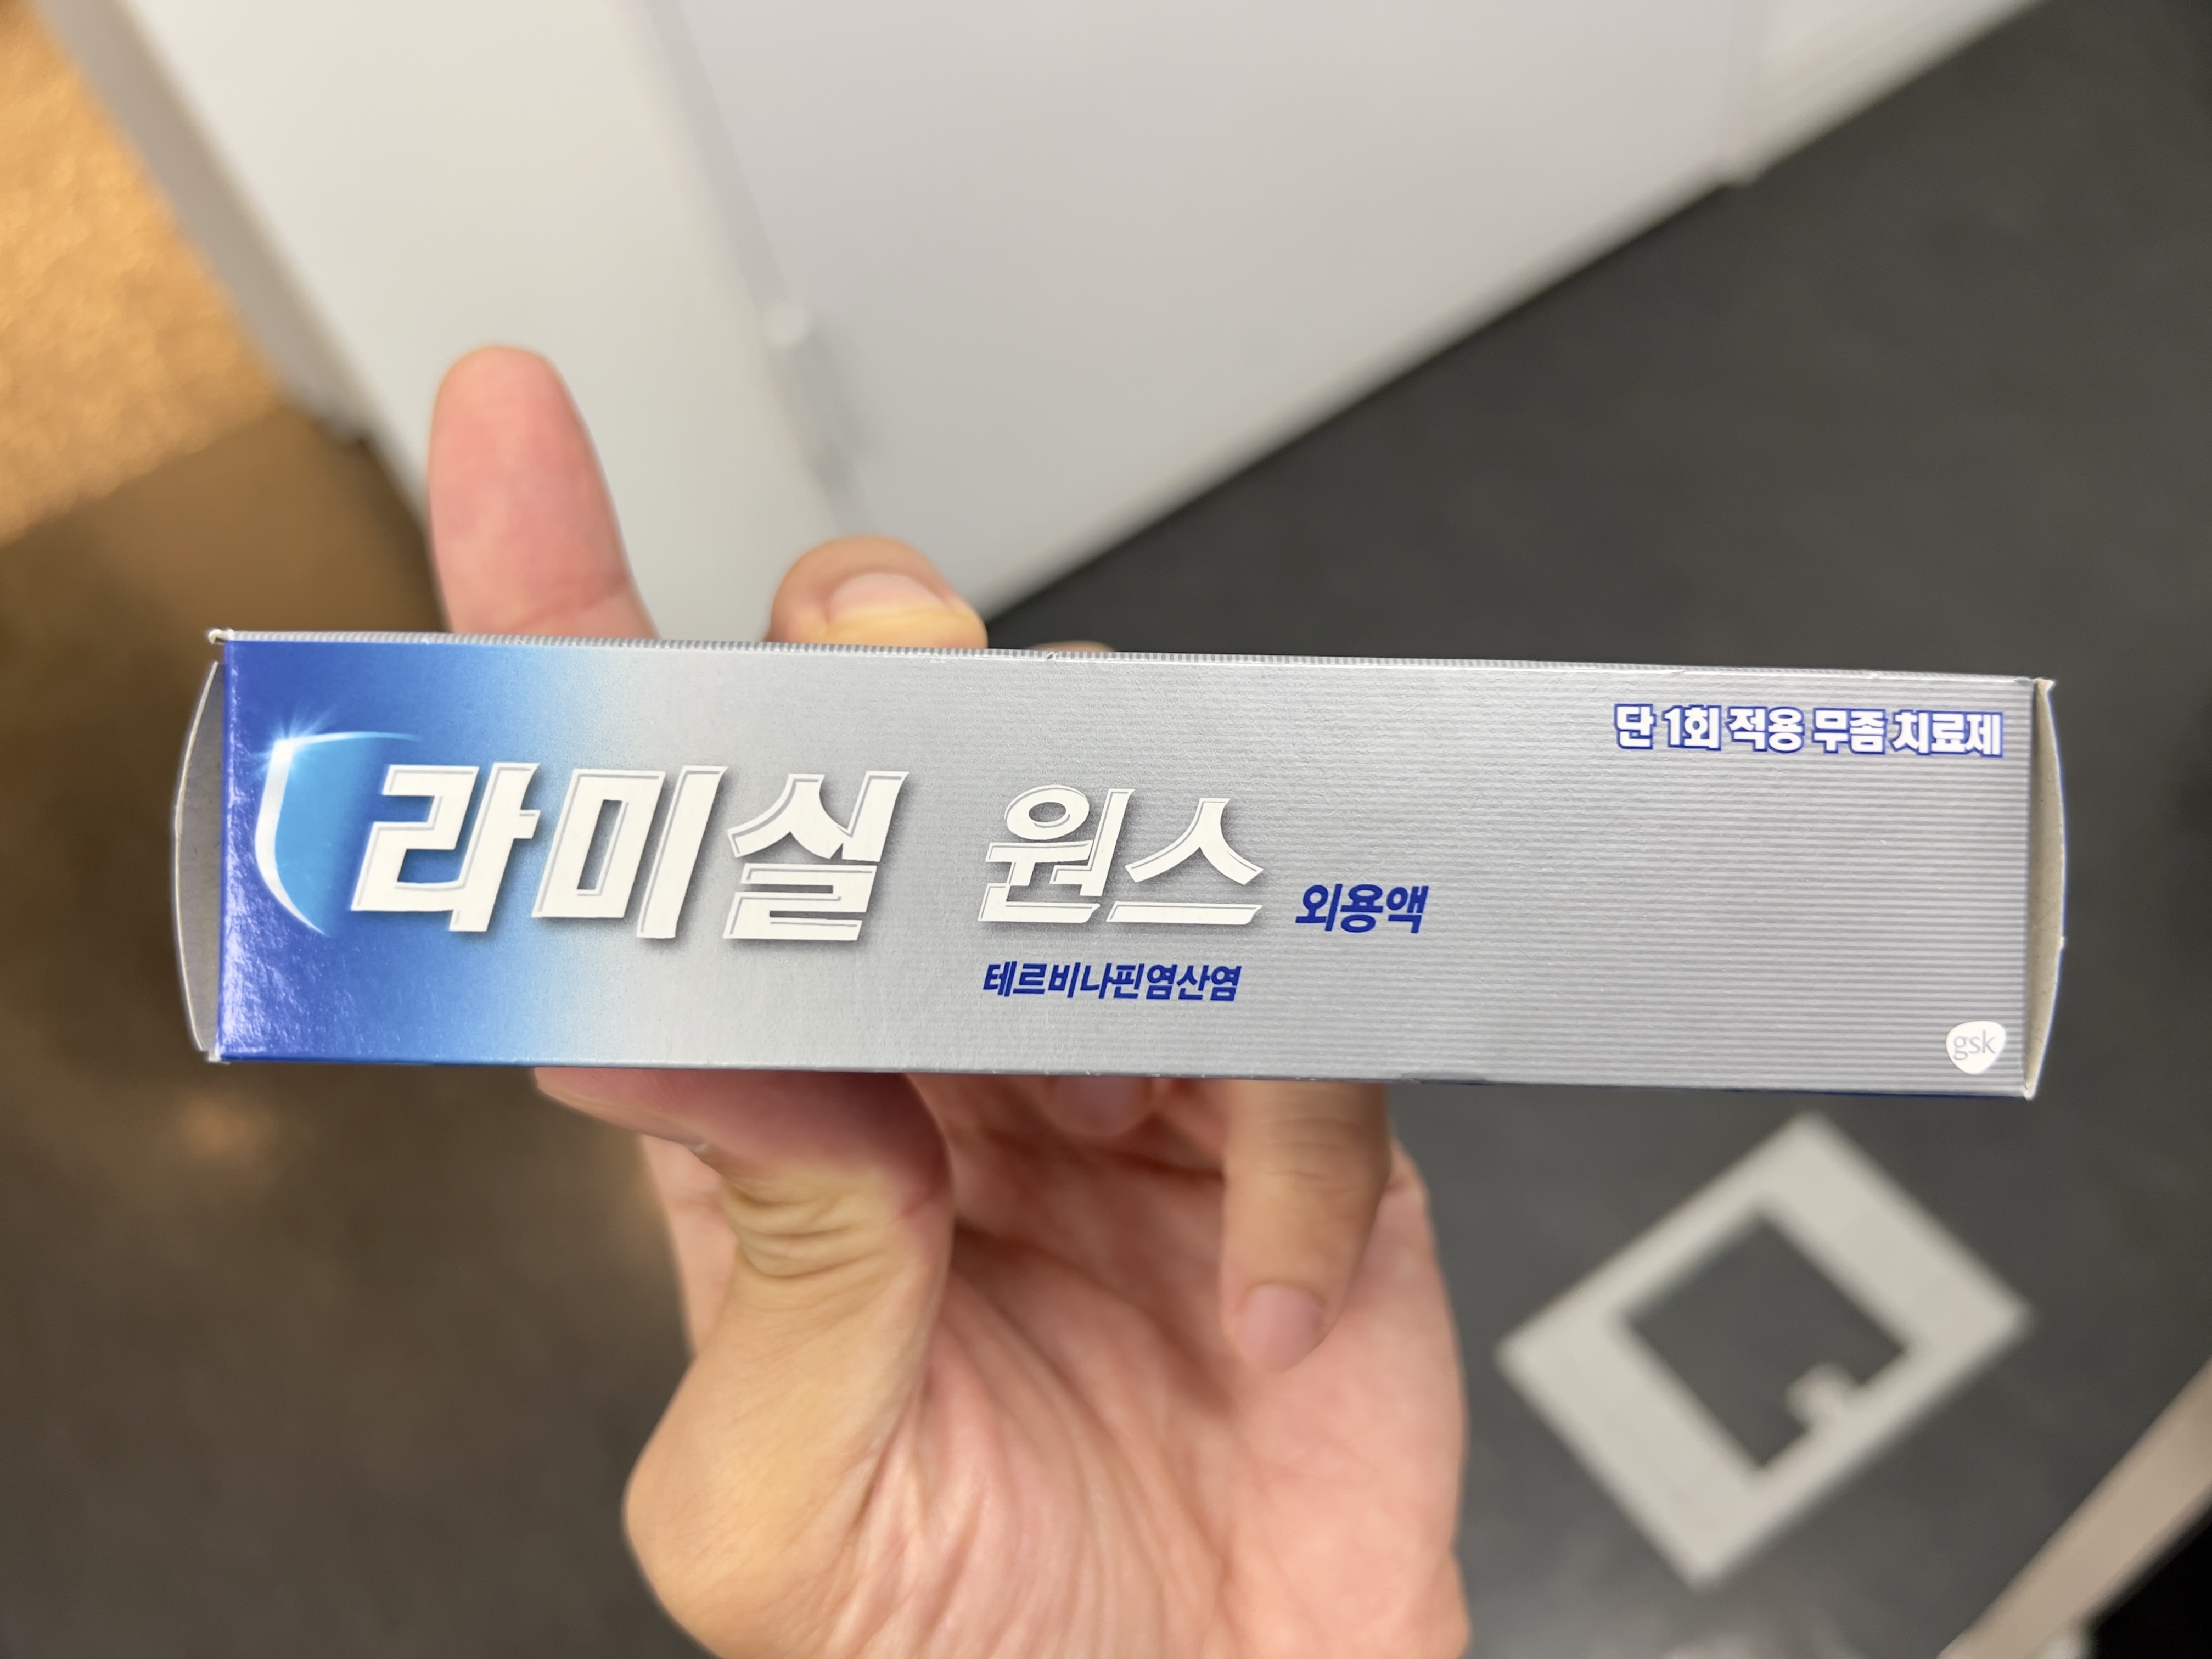 단 1회 적용 무좀 치료제
라미실 원스 외용액
테르비나핀염산염
gsk